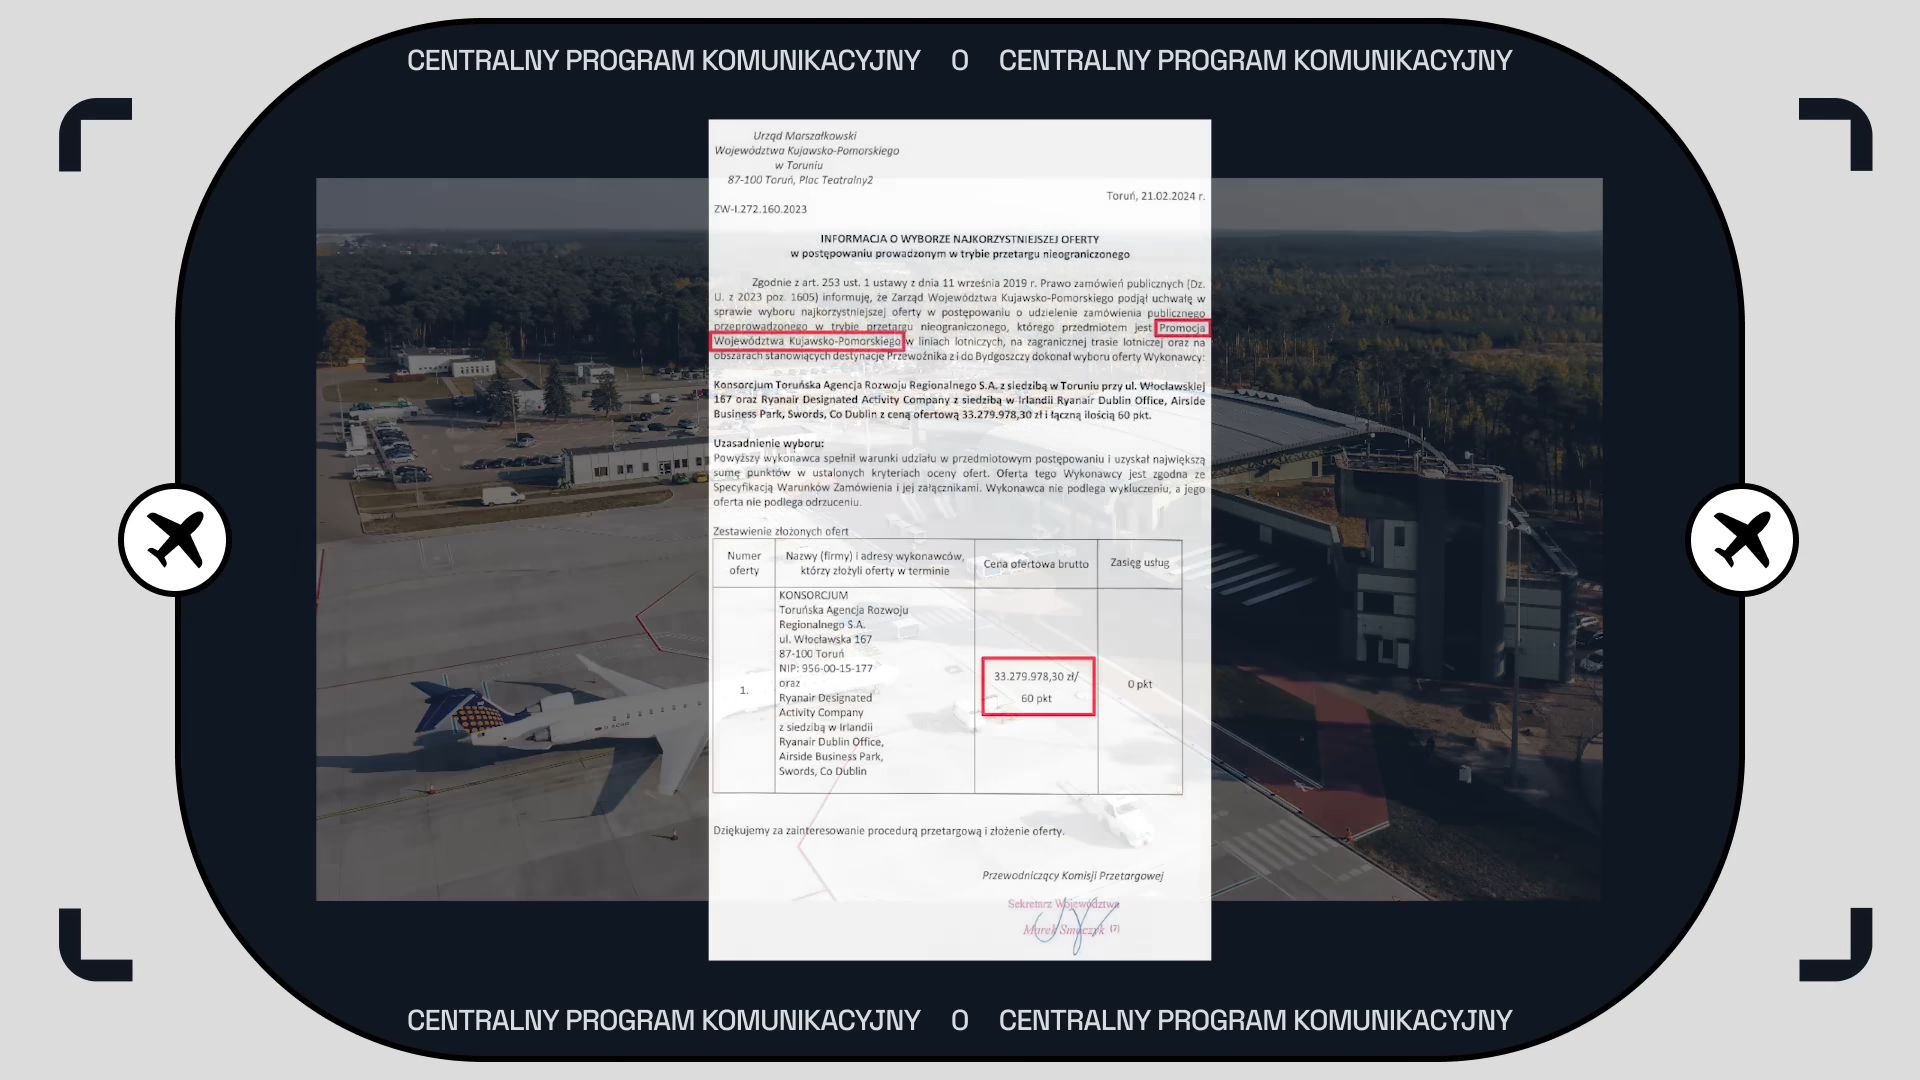 CENTRALNY PROGRAM KOMUNIKACYJNY O CENTRALNY PROGRAM KOMUNIKACYJNY
Urząd Marszałkowski
Województwa Kujawsko-Pomorskiego
w Toruniu
87-100 Toruń, Plac Teatralny2
Toruń, 21.02.2024 r.
ZW-I.272.160.2023
INFORMACJA O WYBORZE NAJKORZYSTNIEJSZEJ OFERTY
w postępowaniu prowadzonym w trybie przetargu nieograniczonego
Zgodnie z art. 253 ust. 1 ustawy z dnia 11 września 2019 r. Prawo zamówień publicznych (Dz.
U. z 2023 poz. 1605) informuję, że Zarząd Województwa Kujawsko-Pomorskiego podjął uchwałę w
sprawie wyboru najkorzystniejszej oferty w postępowaniu o udzielenie zamówienia publicznego
przeprowadzonego w trybie przetargu nieograniczonego, którego przedmiotem jest Promocja
Województwa Kujawsko-Pomorskiego w liniach lotniczych, na zagranicznej trasie lotniczej oraz na
obszarach stanowiących destynacje Przewoźnika z i do Bydgoszczy dokonał wyboru oferty Wykonawcy:
Konsorcjum Toruńska Agencja Rozwoju Regionalnego S.A. z siedzibą w Toruniu przy ul. Włocławskiej
167 oraz Ryanair Designated Activity Company z siedzibą w Irlandii Ryanair Dublin Office, Airside
Business Park, Swords, Co Dublin z ceną ofertową 33.279.978,30 zł i łączną ilością 60 pkt.
Uzasadnienie wyboru:
Powyższy wykonawca spełnił warunki udziału w przedmiotowym postępowaniu i uzyskał największą
sumę punktów w ustalonych kryteriach oceny ofert. Oferta tego Wykonawcy jest zgodna ze
Specyfikacją Warunków Zamówienia i jej załącznikami. Wykonawca nie podlega wykluczeniu, a jego
oferta nie podlega odrzuceniu.
Zestawienie złożonych ofert
Numer
oferty
Nazwy (firmy) i adresy wykonawców,
którzy złożyli oferty w terminie
Cena ofertowa brutto
Zasięg usług
1.
KONSORCJUM
Toruńska Agencja Rozwoju
Regionalnego S.A.
ul. Włocławska 167
87-100 Toruń
NIP: 956-00-15-177
oraz
Ryanair Designated
Activity Company
z siedzibą w Irlandii
Ryanair Dublin Office,
Airside Business Park,
Swords, Co Dublin
33.279.978,30 zł/
60 pkt
0 pkt
Dziękujemy za zainteresowanie procedurą przetargową i złożenie oferty.
Przewodniczący Komisji Przetargowej
Sekretarz Województwa
Marek Smoczyk (7)
CENTRALNY PROGRAM KOMUNIKACYJNY O CENTRALNY PROGRAM KOMUNIKACYJNY